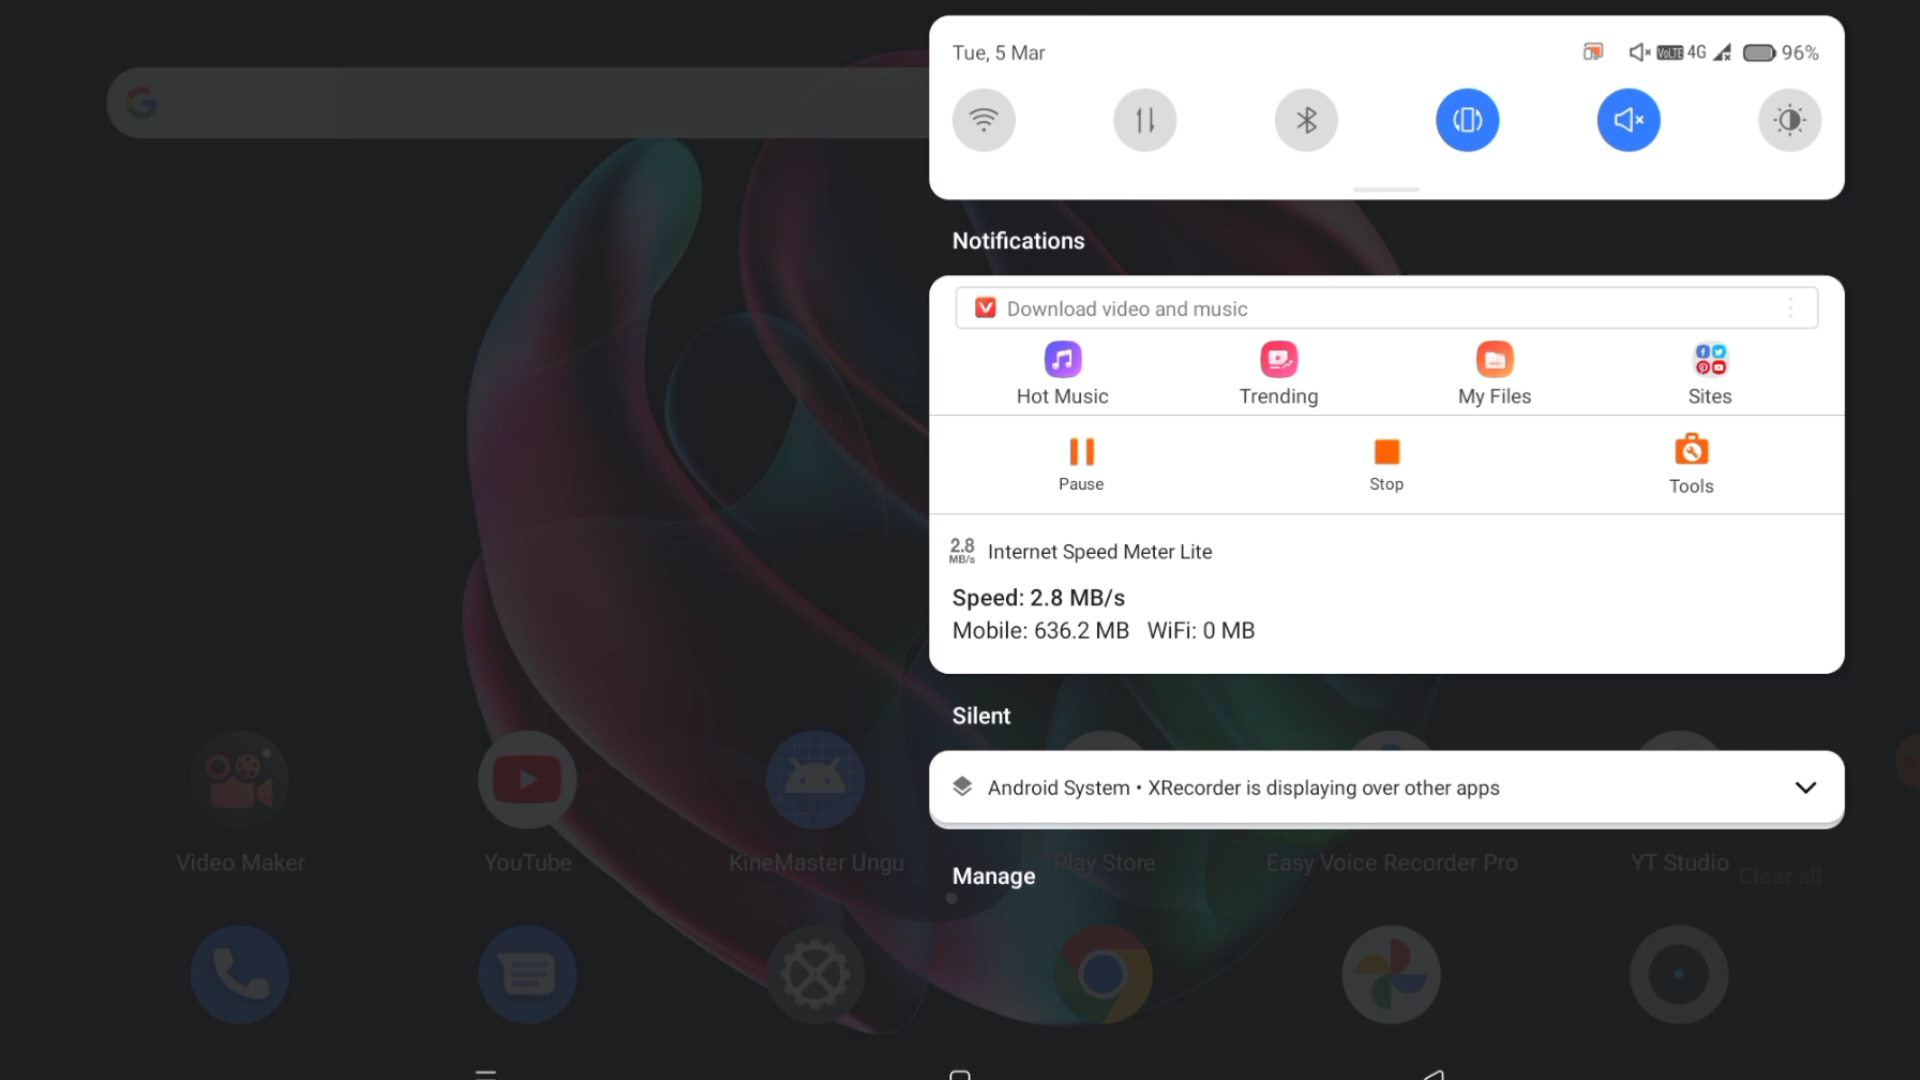 Tue, 5 Mar
VoLTE 4G 96%
Notifications
Download video and music
Hot Music Trending My Files Sites
Pause Stop Tools
2.8 MB/s Internet Speed Meter Lite
Speed: 2.8 MB/s
Mobile: 636.2 MB WiFi: 0 MB
Silent
Android System • XRecorder is displaying over other apps
Video Maker YouTube KineMaster Ungu Play Store Easy Voice Recorder Pro YT Studio
Manage Clear all